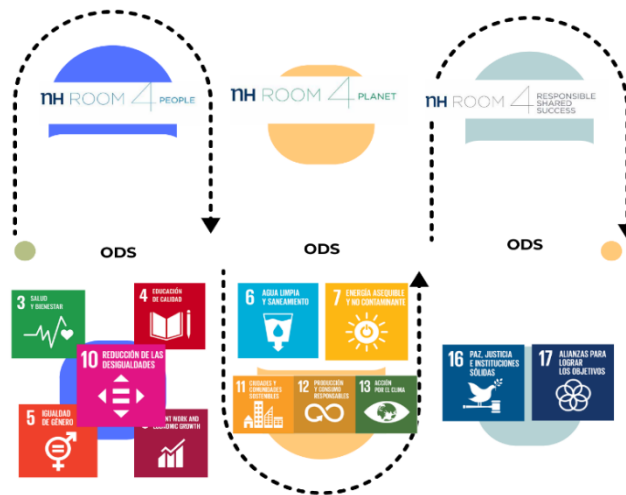 nH ROOM 4 PEOPLE
nH ROOM 4 PLANET
nH ROOM 4 RESPONSIBLE
SHARED
SUCCESS
ODS
ODS
ODS
3 SALUD
Y BIENESTAR
4 EDUCACIÓN
DE CALIDAD
10 REDUCCIÓN DE LAS
DESIGUALDADES
5 IGUALDAD
DE GÉNERO
WORK AND
ECONOMIC GROWTH
6 AGUA LIMPIA
Y SANEAMIENTO
7 ENERGÍA ASEQUIBLE
Y NO CONTAMINANTE
11 CIUDADES Y
COMUNIDADES
SOSTENIBLES
12 PRODUCCIÓN
Y CONSUMO
RESPONSABLES
13 ACCIÓN
POR EL CLIMA
16 PAZ, JUSTICIA
E INSTITUCIONES
SÓLIDAS
17 ALIANZAS PARA
LOGRAR
LOS OBJETIVOS